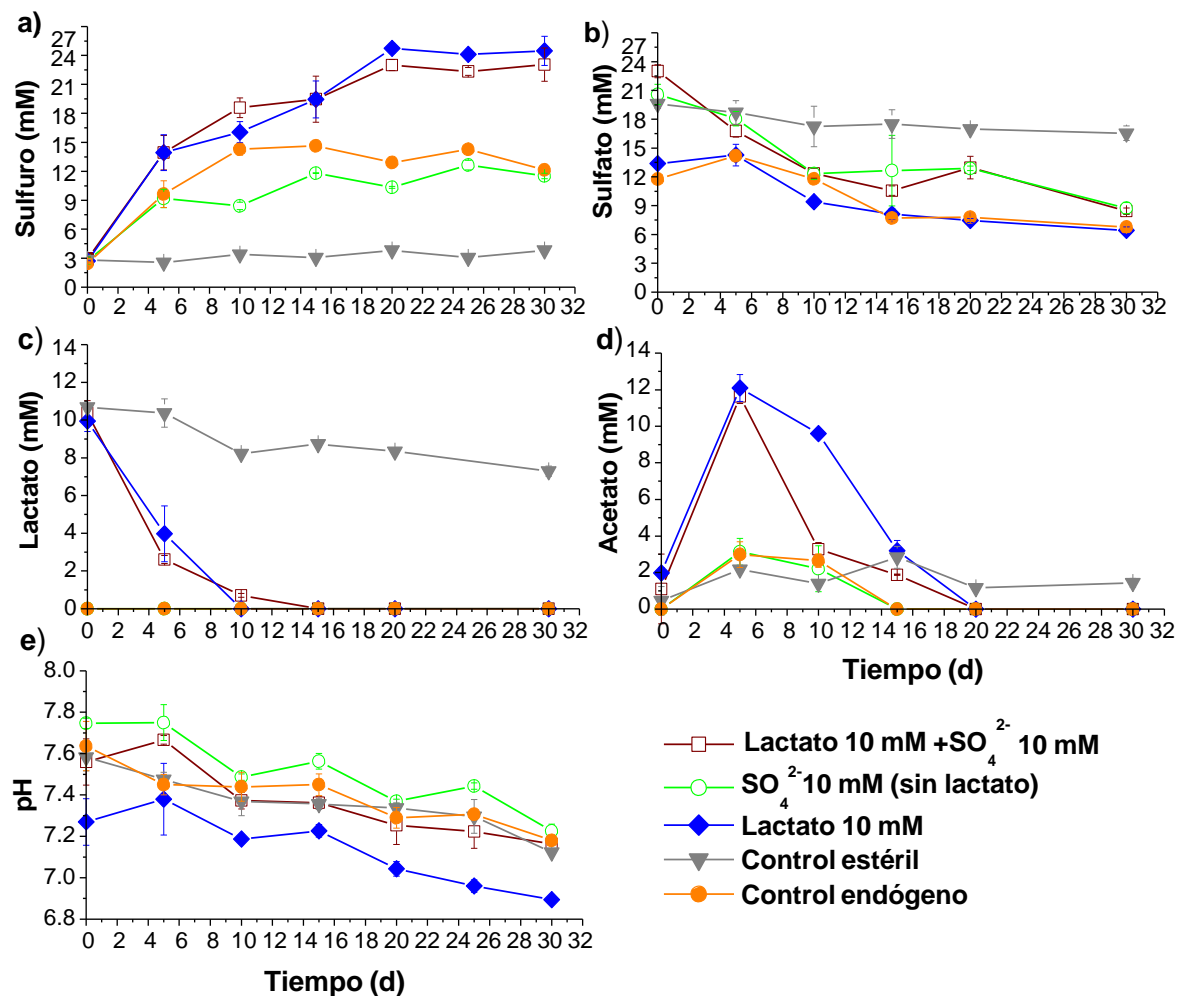 a)
Sulfuro (mM)
27
24
21
18
15
12
9
6
3
0
0 2 4 6 8 10 12 14 16 18 20 22 24 26 28 30 32
b)
Sulfato (mM)
27
24
21
18
15
12
9
6
3
0
0 2 4 6 8 10 12 14 16 18 20 22 24 26 28 30 32
c)
Lactato (mM)
14
12
10
8
6
4
2
0
0 2 4 6 8 10 12 14 16 18 20 22 24 26 28 30 32
d)
Acetato (mM)
14
12
10
8
6
4
2
0
0 2 4 6 8 10 12 14 16 18 20 22 24 26 28 30 32
Tiempo (d)
e)
pH
8.0
7.8
7.6
7.4
7.2
7.0
6.8
0 2 4 6 8 10 12 14 16 18 20 22 24 26 28 30 32
Tiempo (d)
Lactato 10 mM +SO₄²⁻ 10 mM
SO₄²⁻10 mM (sin lactato)
Lactato 10 mM
Control estéril
Control endógeno